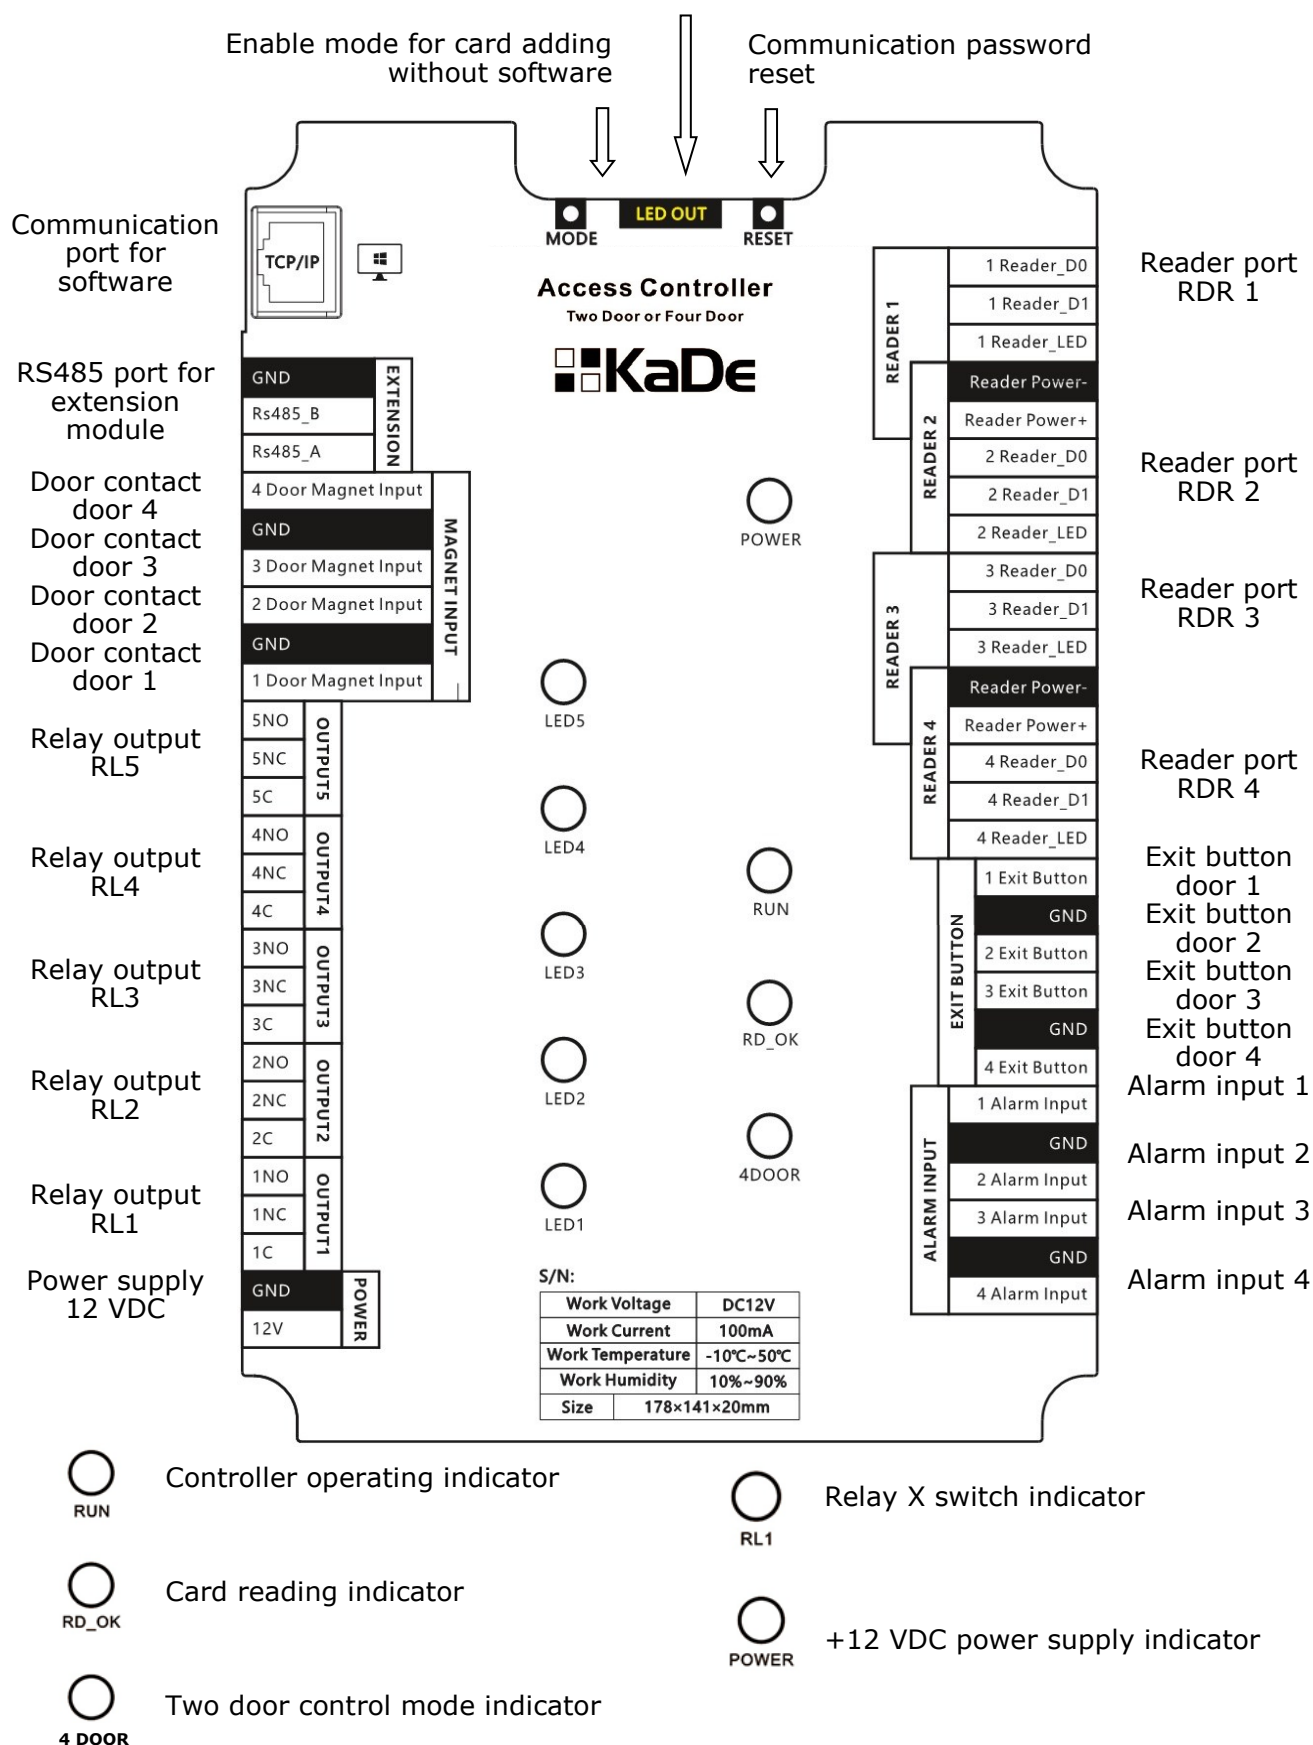 Enable mode for card adding
without software
Communication password
reset
MODE
LED OUT
RESET
Communication
port for
software
TCP/IP
Access Controller
Two Door or Four Door
KaDe
RS485 port for
extension
module
GND
Rs485_B
Rs485_A
EXTENSION
Door contact
door 4
Door contact
door 3
Door contact
door 2
Door contact
door 1
4 Door Magnet Input
GND
3 Door Magnet Input
2 Door Magnet Input
GND
1 Door Magnet Input
MAGNET INPUT
Relay output
RL5
5NO
5NC
5C
OUTPUT5
Relay output
RL4
4NO
4NC
4C
OUTPUT4
Relay output
RL3
3NO
3NC
3C
OUTPUT3
Relay output
RL2
2NO
2NC
2C
OUTPUT2
Relay output
RL1
1NO
1NC
1C
OUTPUT1
Power supply
12 VDC
GND
12V
POWER
LED5
LED4
LED3
LED2
LED1
POWER
RUN
RD_OK
4DOOR
READER 1
1 Reader_D0
1 Reader_D1
1 Reader_LED
Reader Power-
Reader Power+
READER 2
2 Reader_D0
2 Reader_D1
2 Reader_LED
READER 3
3 Reader_D0
3 Reader_D1
3 Reader_LED
Reader Power-
Reader Power+
READER 4
4 Reader_D0
4 Reader_D1
4 Reader_LED
EXIT BUTTON
1 Exit Button
GND
2 Exit Button
3 Exit Button
GND
4 Exit Button
ALARM INPUT
1 Alarm Input
GND
2 Alarm Input
3 Alarm Input
GND
4 Alarm Input
Reader port
RDR 1
Reader port
RDR 2
Reader port
RDR 3
Reader port
RDR 4
Exit button
door 1
Exit button
door 2
Exit button
door 3
Exit button
door 4
Alarm input 1
Alarm input 2
Alarm input 3
Alarm input 4
S/N:
Work Voltage DC12V
Work Current 100mA
Work Temperature -10℃~50℃
Work Humidity 10%~90%
Size 178×141×20mm
RUN
Controller operating indicator
RD_OK
Card reading indicator
4 DOOR
Two door control mode indicator
RL1
Relay X switch indicator
POWER
+12 VDC power supply indicator